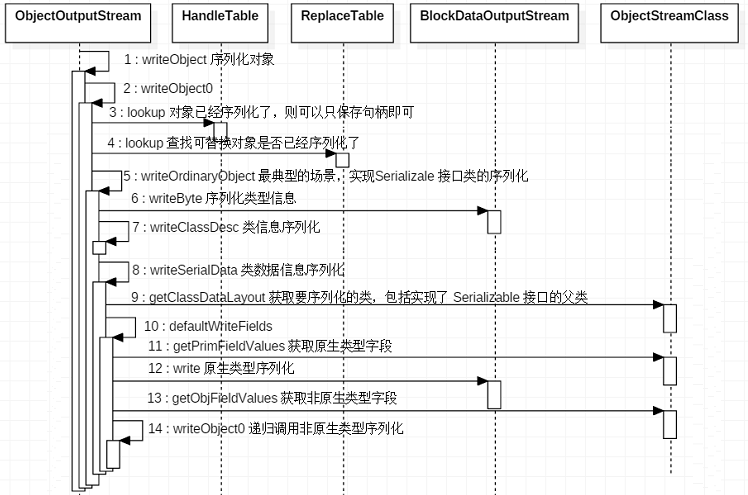 ObjectOutputStream HandleTable ReplaceTable BlockDataOutputStream ObjectStreamClass
1 : writeObject 序列化对象
2 : writeObject0
3 : lookup 对象已经序列化了，则可以只保存句柄即可
4 : lookup 查找可替换对象是否已经序列化了
5 : writeOrdinaryObject 最典型的场景，实现Serializale 接口类的序列化
6 : writeByte 序列化类型信息
7 : writeClassDesc 类信息序列化
8 : writeSerialData 类数据信息序列化
9 : getClassDataLayout 获取要序列化的类，包括实现了 Serializable 接口的父类
10 : defaultWriteFields
11 : getPrimFieldValues 获取原生类型字段
12 : write 原生类型序列化
13 : getObjFieldValues 获取非原生类型字段
14 : writeObject0 递归调用非原生类型序列化